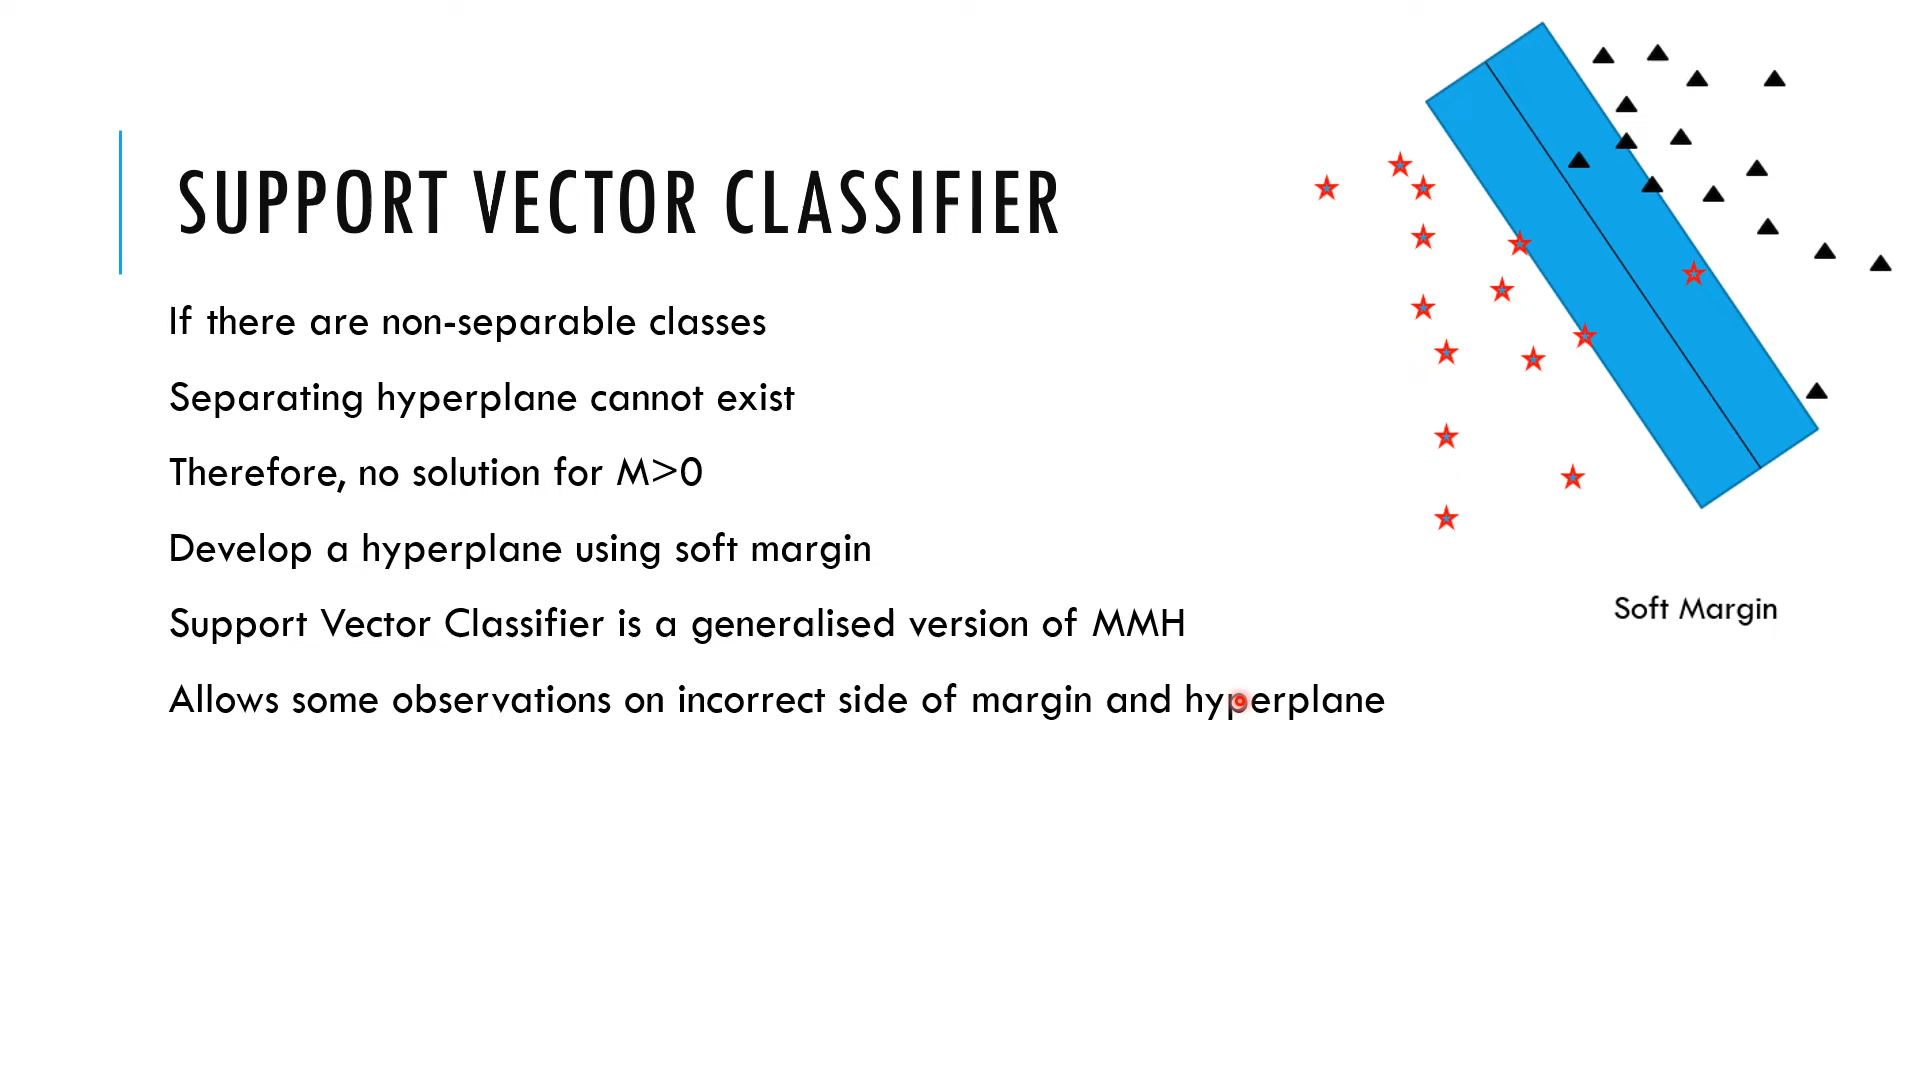 SUPPORT VECTOR CLASSIFIER
If there are non-separable classes
Separating hyperplane cannot exist
Therefore, no solution for M>0
Develop a hyperplane using soft margin
Support Vector Classifier is a generalised version of MMH
Allows some observations on incorrect side of margin and hyperplane
Soft Margin